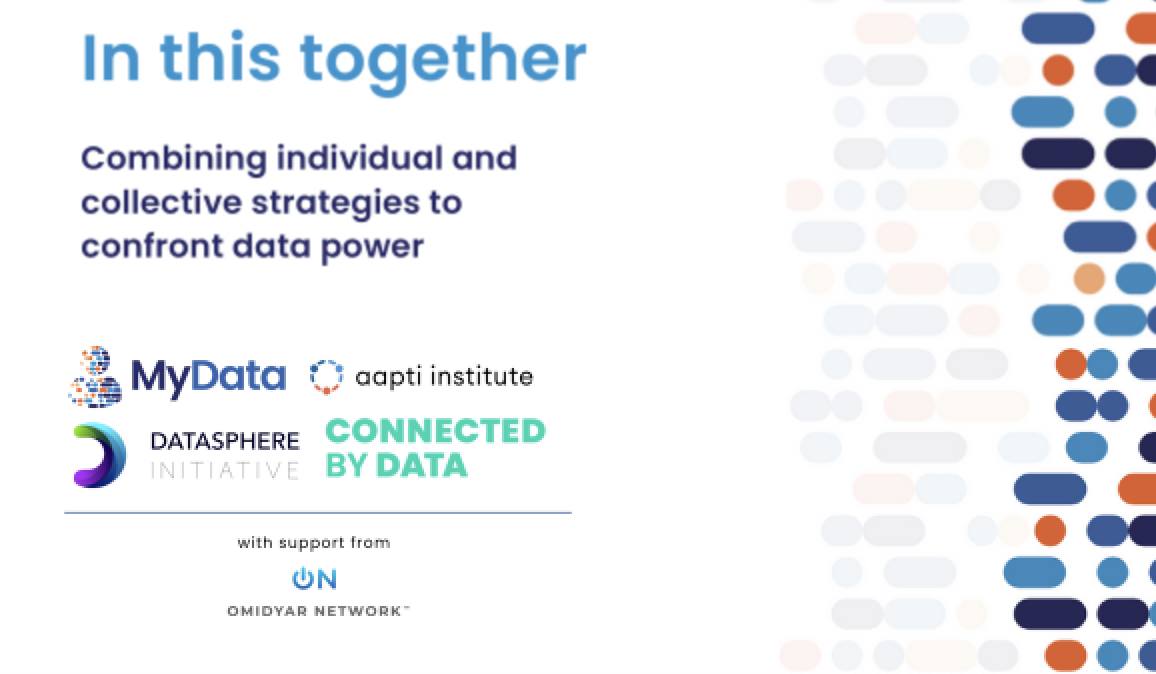 In this together
Combining individual and
collective strategies to
confront data power
MyData
aapti institute
DATASPHERE
INITIATIVE
CONNECTED
BY DATA
with support from
ON
OMIDYAR NETWORK™